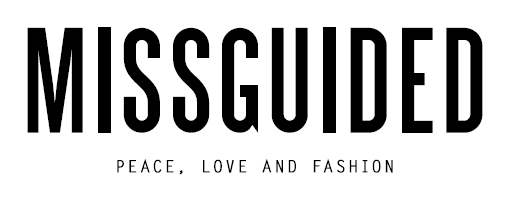 MISSGUIDED
PEACE, LOVE AND FASHION